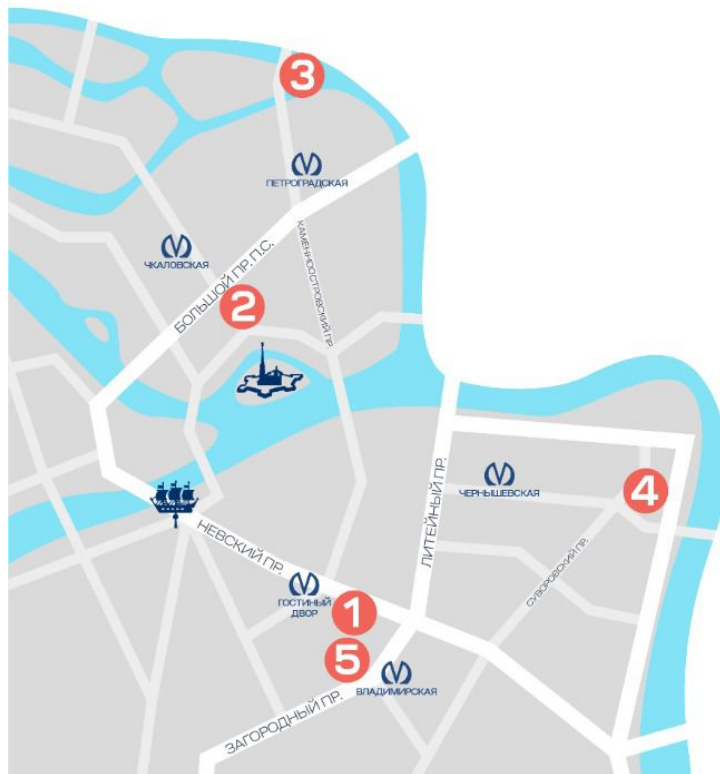 3
ПЕТРОГРАДСКАЯ
КАМЕННООСТРОВСКИЙ ПР.
ЧКАЛОВСКАЯ
БОЛЬШОЙ ПР. П.С.
2
ЛИТЕЙНЫЙ ПР.
ЧЕРНЫШЕВСКАЯ
4
НЕВСКИЙ ПР.
СУВОРОВСКИЙ ПР.
ГОСТИНЫЙ
ДВОР
1
5
ВЛАДИМИРСКАЯ
ЗАГОРОДНЫЙ ПР.